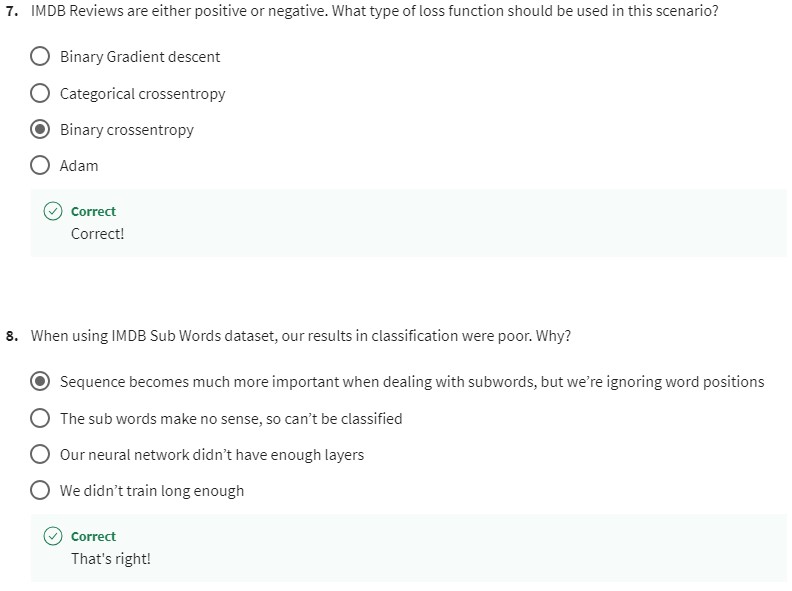 7. IMDB Reviews are either positive or negative. What type of loss function should be used in this scenario?
Binary Gradient descent
Categorical crossentropy
Binary crossentropy
Adam
Correct
Correct!
8. When using IMDB Sub Words dataset, our results in classification were poor. Why?
Sequence becomes much more important when dealing with subwords, but we’re ignoring word positions
The sub words make no sense, so can’t be classified
Our neural network didn’t have enough layers
We didn’t train long enough
Correct
That's right!